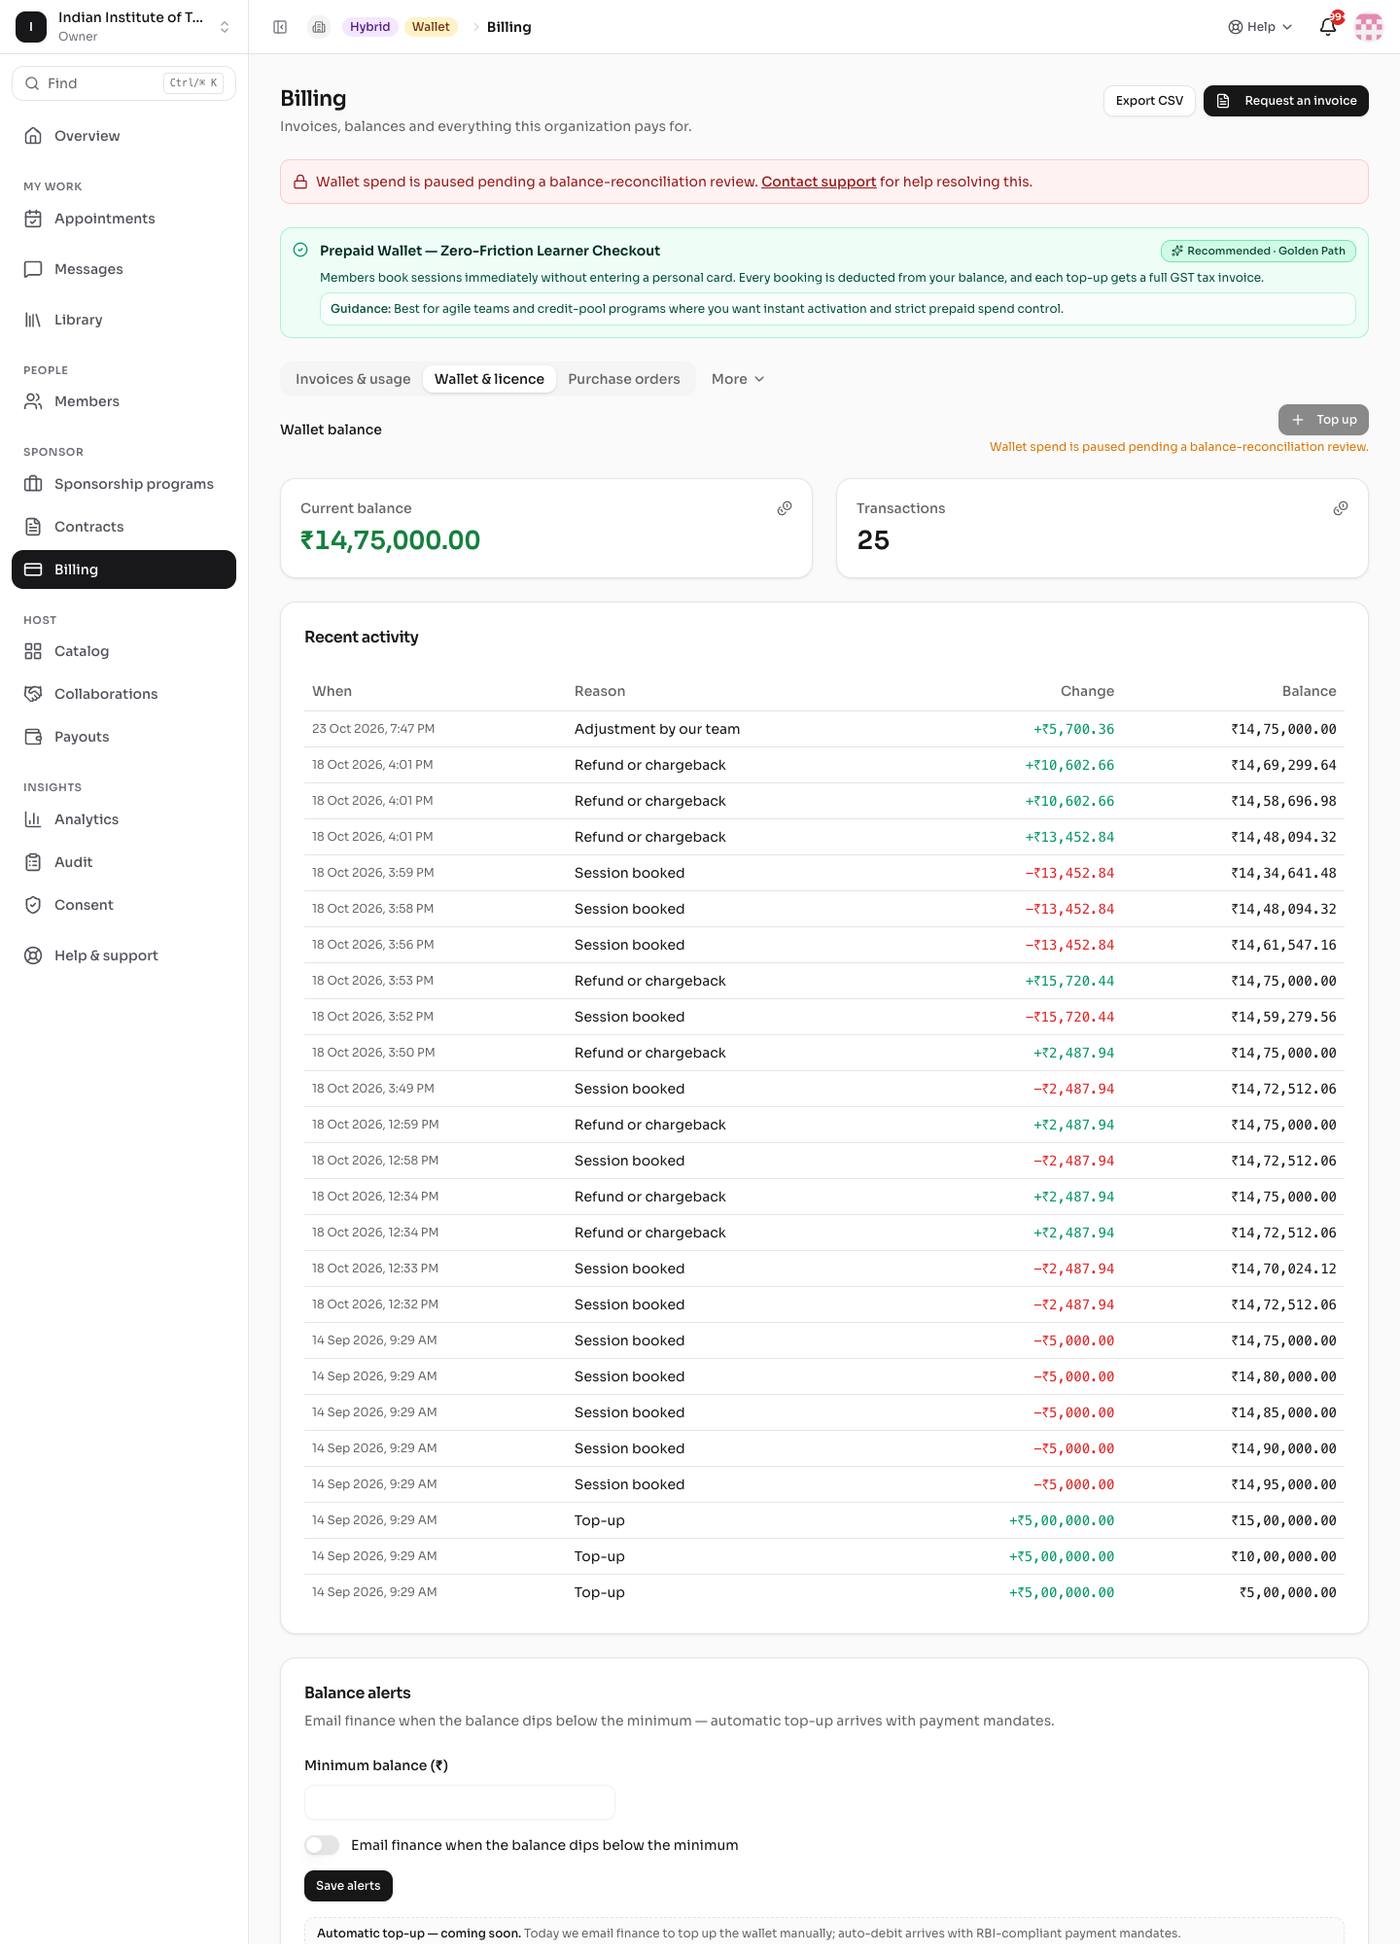 I
Indian Institute of T...
Owner
Hybrid
Wallet
Billing
Help
99+
Find
Ctrl/⌘ K
Overview
MY WORK
Appointments
Messages
Library
PEOPLE
Members
SPONSOR
Sponsorship programs
Contracts
Billing
HOST
Catalog
Collaborations
Payouts
INSIGHTS
Analytics
Audit
Consent
Help & support
Billing
Export CSV
Request an invoice
Invoices, balances and everything this organization pays for.
Wallet spend is paused pending a balance-reconciliation review. Contact support for help resolving this.
Prepaid Wallet — Zero-Friction Learner Checkout
Recommended · Golden Path
Members book sessions immediately without entering a personal card. Every booking is deducted from your balance, and each top-up gets a full GST tax invoice.
Guidance: Best for agile teams and credit-pool programs where you want instant activation and strict prepaid spend control.
Invoices & usage Wallet & licence Purchase orders More
Wallet balance
Top up
Wallet spend is paused pending a balance-reconciliation review.
Current balance
₹14,75,000.00
Transactions
25
Recent activity
When Reason Change Balance
23 Oct 2026, 7:47 PM Adjustment by our team +₹5,700.36 ₹14,75,000.00
18 Oct 2026, 4:01 PM Refund or chargeback +₹10,602.66 ₹14,69,299.64
18 Oct 2026, 4:01 PM Refund or chargeback +₹10,602.66 ₹14,58,696.98
18 Oct 2026, 4:01 PM Refund or chargeback +₹13,452.84 ₹14,48,094.32
18 Oct 2026, 3:59 PM Session booked −₹13,452.84 ₹14,34,641.48
18 Oct 2026, 3:58 PM Session booked −₹13,452.84 ₹14,48,094.32
18 Oct 2026, 3:56 PM Session booked −₹13,452.84 ₹14,61,547.16
18 Oct 2026, 3:53 PM Refund or chargeback +₹15,720.44 ₹14,75,000.00
18 Oct 2026, 3:52 PM Session booked −₹15,720.44 ₹14,59,279.56
18 Oct 2026, 3:50 PM Refund or chargeback +₹2,487.94 ₹14,75,000.00
18 Oct 2026, 3:49 PM Session booked −₹2,487.94 ₹14,72,512.06
18 Oct 2026, 12:59 PM Refund or chargeback +₹2,487.94 ₹14,75,000.00
18 Oct 2026, 12:58 PM Session booked −₹2,487.94 ₹14,72,512.06
18 Oct 2026, 12:34 PM Refund or chargeback +₹2,487.94 ₹14,75,000.00
18 Oct 2026, 12:34 PM Refund or chargeback +₹2,487.94 ₹14,72,512.06
18 Oct 2026, 12:33 PM Session booked −₹2,487.94 ₹14,70,024.12
18 Oct 2026, 12:32 PM Session booked −₹2,487.94 ₹14,72,512.06
14 Sep 2026, 9:29 AM Session booked −₹5,000.00 ₹14,75,000.00
14 Sep 2026, 9:29 AM Session booked −₹5,000.00 ₹14,80,000.00
14 Sep 2026, 9:29 AM Session booked −₹5,000.00 ₹14,85,000.00
14 Sep 2026, 9:29 AM Session booked −₹5,000.00 ₹14,90,000.00
14 Sep 2026, 9:29 AM Session booked −₹5,000.00 ₹14,95,000.00
14 Sep 2026, 9:29 AM Top-up +₹5,00,000.00 ₹15,00,000.00
14 Sep 2026, 9:29 AM Top-up +₹5,00,000.00 ₹10,00,000.00
14 Sep 2026, 9:29 AM Top-up +₹5,00,000.00 ₹5,00,000.00
Balance alerts
Email finance when the balance dips below the minimum — automatic top-up arrives with payment mandates.
Minimum balance (₹)
Email finance when the balance dips below the minimum
Save alerts
Automatic top-up — coming soon. Today we email finance to top up the wallet manually; auto-debit arrives with RBI-compliant payment mandates.